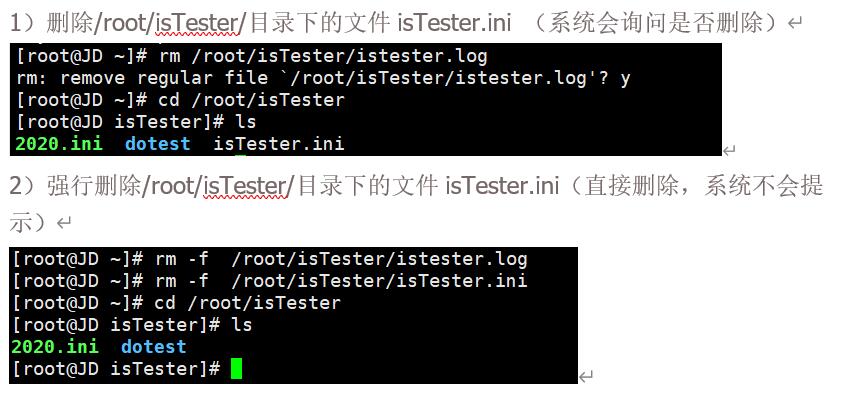 1）删除/root/isTester/目录下的文件 isTester.ini （系统会询问是否删除）↵
[root@JD ~]# rm /root/isTester/istester.log
rm: remove regular file `/root/isTester/istester.log'? y
[root@JD ~]# cd /root/isTester
[root@JD isTester]# ls
2020.ini  dotest  isTester.ini
↵
2）强行删除/root/isTester/目录下的文件 isTester.ini（直接删除，系统不会提
示）↵
[root@JD ~]# rm -f  /root/isTester/istester.log
[root@JD ~]# rm -f  /root/isTester/isTester.ini
[root@JD ~]# cd /root/isTester
[root@JD isTester]# ls
2020.ini  dotest
[root@JD isTester]#
↵